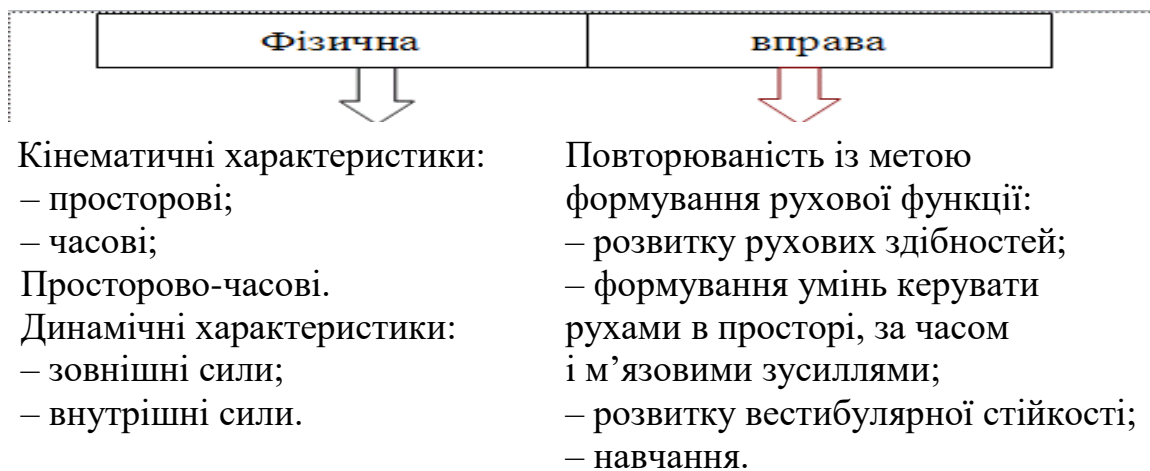 Фізична вправа
Кінематичні характеристики:
– просторові;
– часові;
Просторово-часові.
Динамічні характеристики:
– зовнішні сили;
– внутрішні сили.
Повторюваність із метою
формування рухової функції:
– розвитку рухових здібностей;
– формування умінь керувати
рухами в просторі, за часом
і м’язовими зусиллями;
– розвитку вестибулярної стійкості;
– навчання.